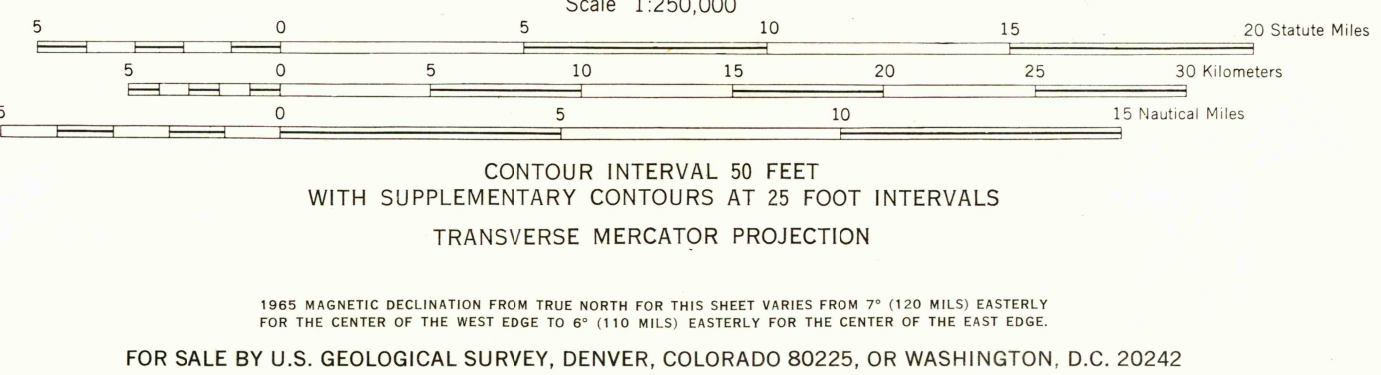 Scale 1:250,000
5 0 5 10 15 20 Statute Miles
5 0 5 10 15 20 25 30 Kilometers
5 0 5 10 15 Nautical Miles
CONTOUR INTERVAL 50 FEET
WITH SUPPLEMENTARY CONTOURS AT 25 FOOT INTERVALS
TRANSVERSE MERCATOR PROJECTION
1965 MAGNETIC DECLINATION FROM TRUE NORTH FOR THIS SHEET VARIES FROM 7° (120 MILS) EASTERLY
FOR THE CENTER OF THE WEST EDGE TO 6° (110 MILS) EASTERLY FOR THE CENTER OF THE EAST EDGE.
FOR SALE BY U.S. GEOLOGICAL SURVEY, DENVER, COLORADO 80225, OR WASHINGTON, D.C. 20242